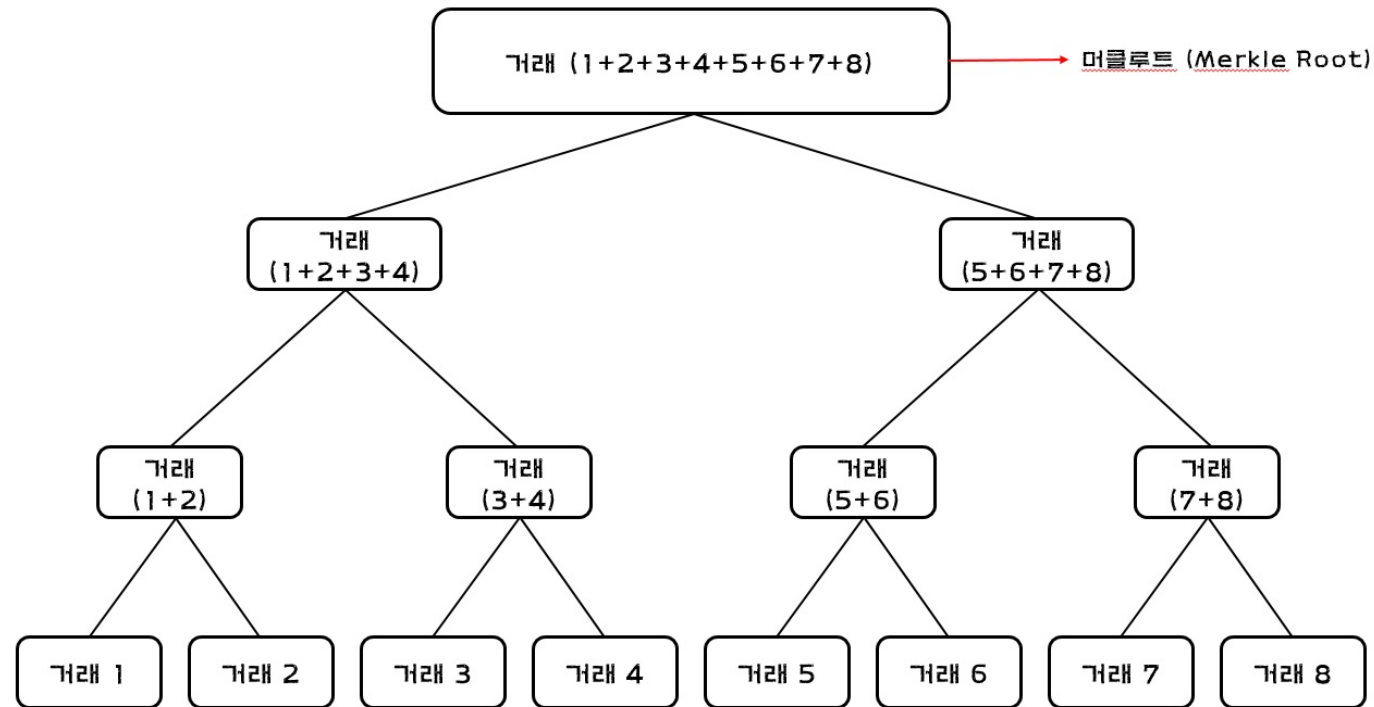 거래 (1+2+3+4+5+6+7+8)
머클루트 (Merkle Root)
거래
(1+2+3+4)
거래
(5+6+7+8)
거래
(1+2)
거래
(3+4)
거래
(5+6)
거래
(7+8)
거래 1
거래 2
거래 3
거래 4
거래 5
거래 6
거래 7
거래 8